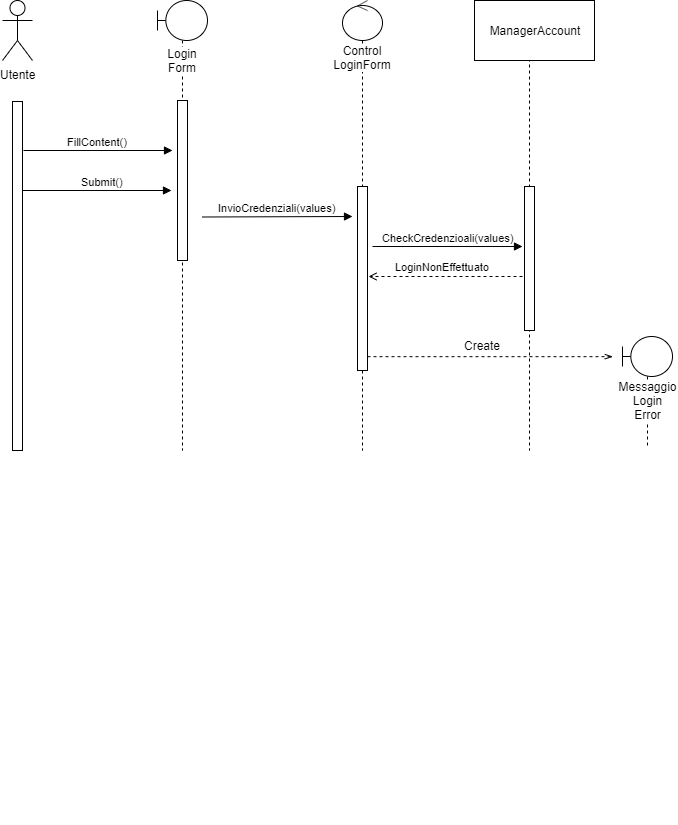 Utente
Login
Form
Control
LoginForm
ManagerAccount
FillContent()
Submit()
InvioCredenziali(values)
CheckCredenzioali(values)
LoginNonEffettuato
Create
Messaggio
Login
Error